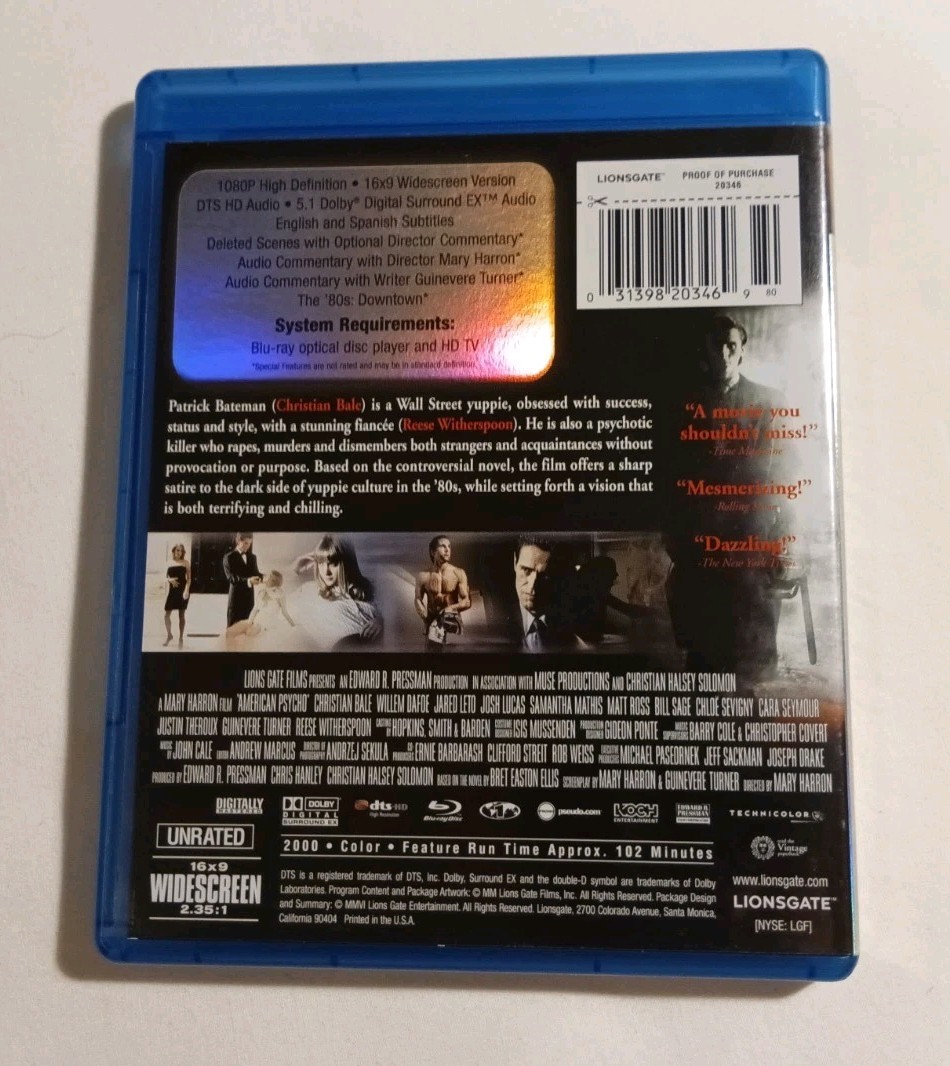 1080P High Definition • 16x9 Widescreen Version
DTS HD Audio • 5.1 Dolby® Digital Surround EX™ Audio
English and Spanish Subtitles
Deleted Scenes with Optional Director Commentary*
Audio Commentary with Director Mary Harron*
Audio Commentary with Writer Guinevere Turner*
The '80s: Downtown*
System Requirements:
Blu-ray optical disc player and HD TV
*Special Features are not rated and may be in standard definition.
LIONSGATE™ PROOF OF PURCHASE
20346
0 31398 20346 9 80
Patrick Bateman (Christian Bale) is a Wall Street yuppie, obsessed with success,
status and style, with a stunning fiancée (Reese Witherspoon). He is also a psychotic
killer who rapes, murders and dismembers both strangers and acquaintances without
provocation or purpose. Based on the controversial novel, the film offers a sharp
satire to the dark side of yuppie culture in the '80s, while setting forth a vision that
is both terrifying and chilling.
“A movie you
shouldn't miss!”
-Time Magazine
“Mesmerizing!”
-Rolling Stone
“Dazzling!”
-The New York Times
LIONS GATE FILMS PRESENTS AN EDWARD R. PRESSMAN PRODUCTION IN ASSOCIATION WITH MUSE PRODUCTIONS AND CHRISTIAN HALSEY SOLOMON
A MARY HARRON FILM "AMERICAN PSYCHO" CHRISTIAN BALE WILLEM DAFOE JARED LETO JOSH LUCAS SAMANTHA MATHIS MATT ROSS BILL SAGE CHLOË SEVIGNY CARA SEYMOUR
JUSTIN THEROUX GUINEVERE TURNER REESE WITHERSPOON CASTING BY HOPKINS, SMITH & BARDEN COSTUME DESIGNER ISIS MUSSENDEN PRODUCTION DESIGNER GIDEON PONTE MUSIC SUPERVISORS BARRY COLE & CHRISTOPHER COVERT
MUSIC BY JOHN CALE EDITOR ANDREW MARCUS DIRECTOR OF PHOTOGRAPHY ANDRZEJ SEKULA CO PRODUCERS ERNIE BARBARASH CLIFFORD STREIT ROB WEISS EXECUTIVE PRODUCERS MICHAEL PASEORNEK JEFF SACKMAN JOSEPH DRAKE
PRODUCED BY EDWARD R. PRESSMAN CHRIS HANLEY CHRISTIAN HALSEY SOLOMON BASED ON THE NOVEL BY BRET EASTON ELLIS SCREENPLAY BY MARY HARRON & GUINEVERE TURNER DIRECTED BY MARY HARRON
DIGITALLY MASTERED DOLBY DIGITAL SURROUND EX dts-HD High Resolution Blu-ray Disc pseudo.com KOCH ENTERTAINMENT EDWARD R. PRESSMAN TECHNICOLOR
UNRATED
16x9
WIDESCREEN
2.35:1
2000 • Color • Feature Run Time Approx. 102 Minutes
read the Vintage paperback
DTS is a registered trademark of DTS, Inc. Dolby, Surround EX and the double-D symbol are trademarks of Dolby
Laboratories. Program Content and Package Artwork: © MM Lions Gate Films, Inc. All Rights Reserved. Package Design
and Summary: © MMVI Lions Gate Entertainment. All Rights Reserved. Lionsgate, 2700 Colorado Avenue, Santa Monica,
California 90404 Printed in the U.S.A.
www.lionsgate.com
LIONSGATE™
[NYSE: LGF]